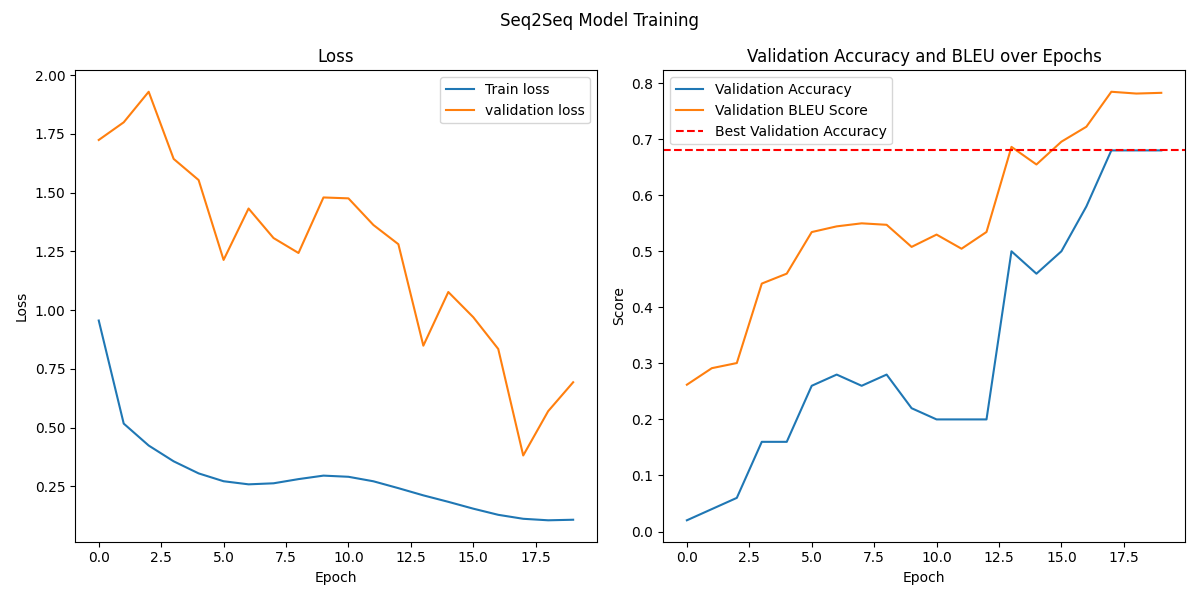 Seq2Seq Model Training
Loss
Train loss
validation loss
2.00
1.75
1.50
1.25
1.00
0.75
0.50
0.25
Loss
0.0 2.5 5.0 7.5 10.0 12.5 15.0 17.5
Epoch
Validation Accuracy and BLEU over Epochs
Validation Accuracy
Validation BLEU Score
Best Validation Accuracy
0.8
0.7
0.6
0.5
0.4
0.3
0.2
0.1
0.0
Score
0.0 2.5 5.0 7.5 10.0 12.5 15.0 17.5
Epoch